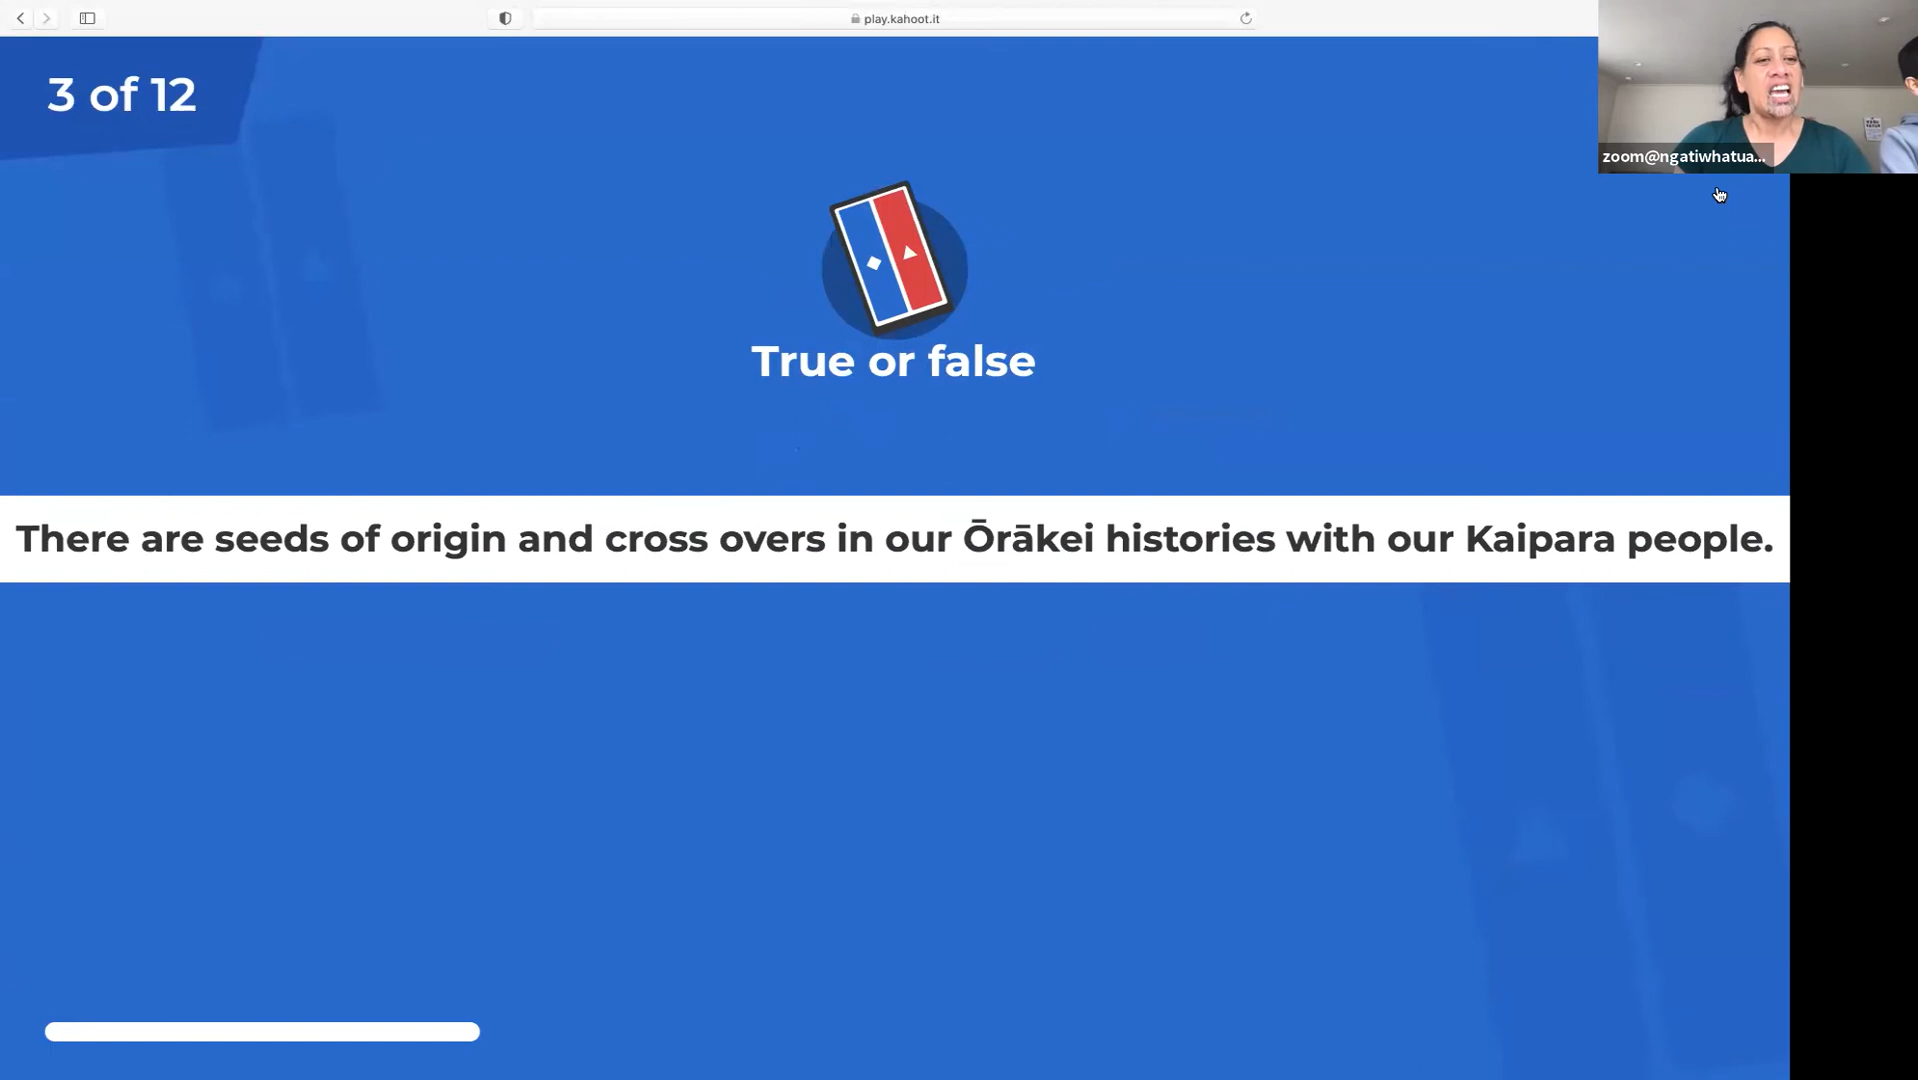 play.kahoot.it
3 of 12
zoom@ngatiwhatua...
True or false
There are seeds of origin and cross overs in our Ōrākei histories with our Kaipara people.